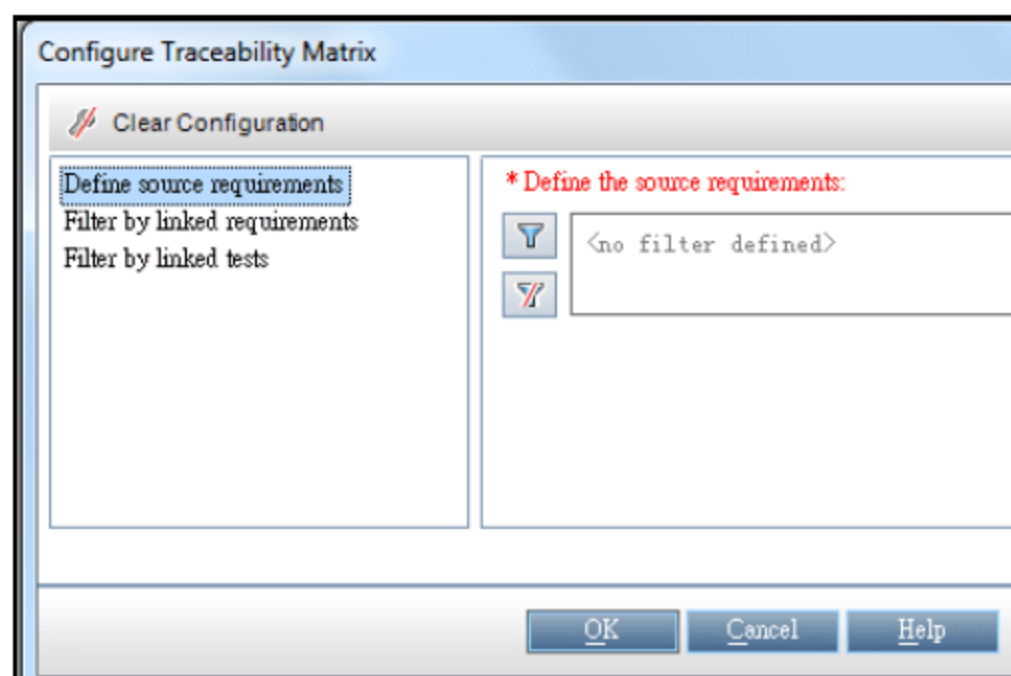 Configure Traceability Matrix
Clear Configuration
Define source requirements
Filter by linked requirements
Filter by linked tests
* Define the source requirements:
<no filter defined>
OK
Cancel
Help